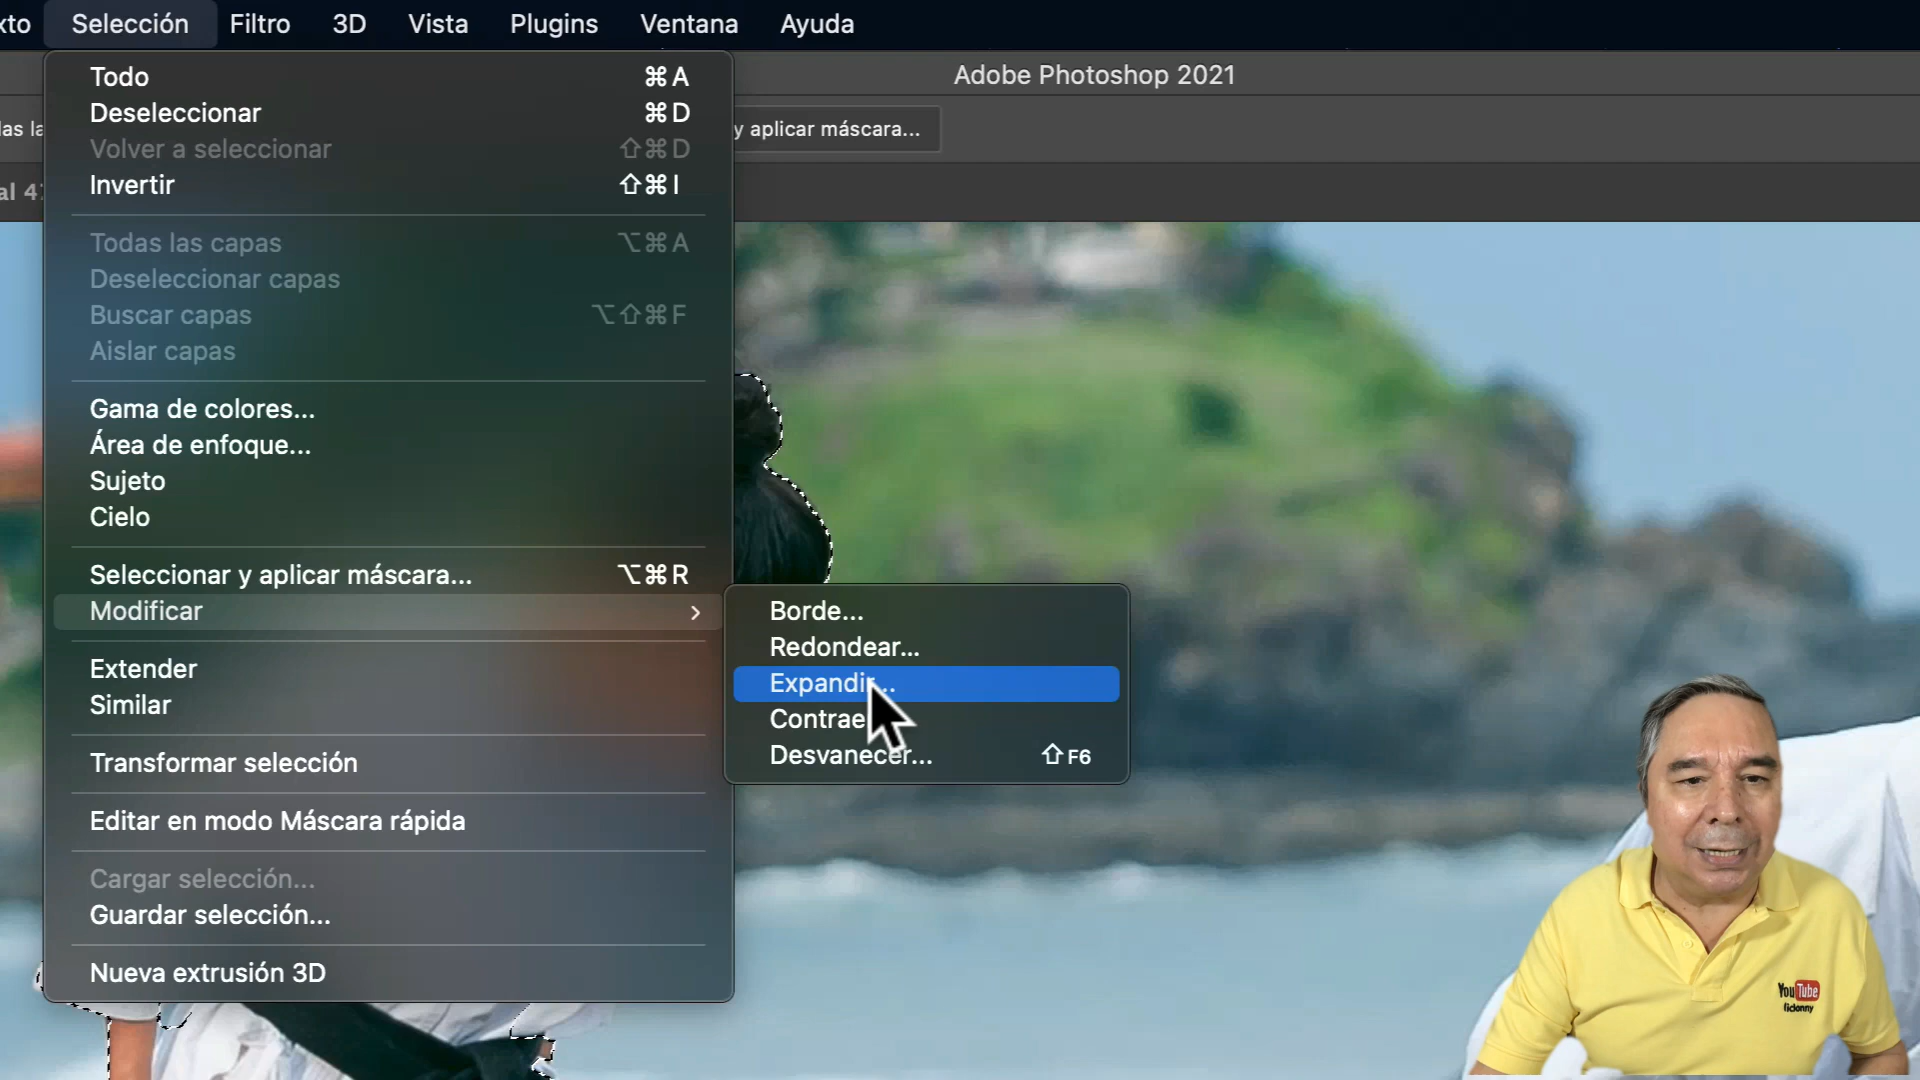 xto Selección Filtro 3D Vista Plugins Ventana Ayuda
Adobe Photoshop 2021
las la
y aplicar máscara...
al 4
Todo ⌘A
Deseleccionar ⌘D
Volver a seleccionar ⇧⌘D
Invertir ⇧⌘I
Todas las capas ⌥⌘A
Deseleccionar capas
Buscar capas ⌥⇧⌘F
Aislar capas
Gama de colores...
Área de enfoque...
Sujeto
Cielo
Seleccionar y aplicar máscara... ⌥⌘R
Modificar >
Extender
Similar
Transformar selección
Editar en modo Máscara rápida
Cargar selección...
Guardar selección...
Nueva extrusión 3D
Borde...
Redondear...
Expandir...
Contrae
Desvanecer... ⇧F6
YouTube
fidonny